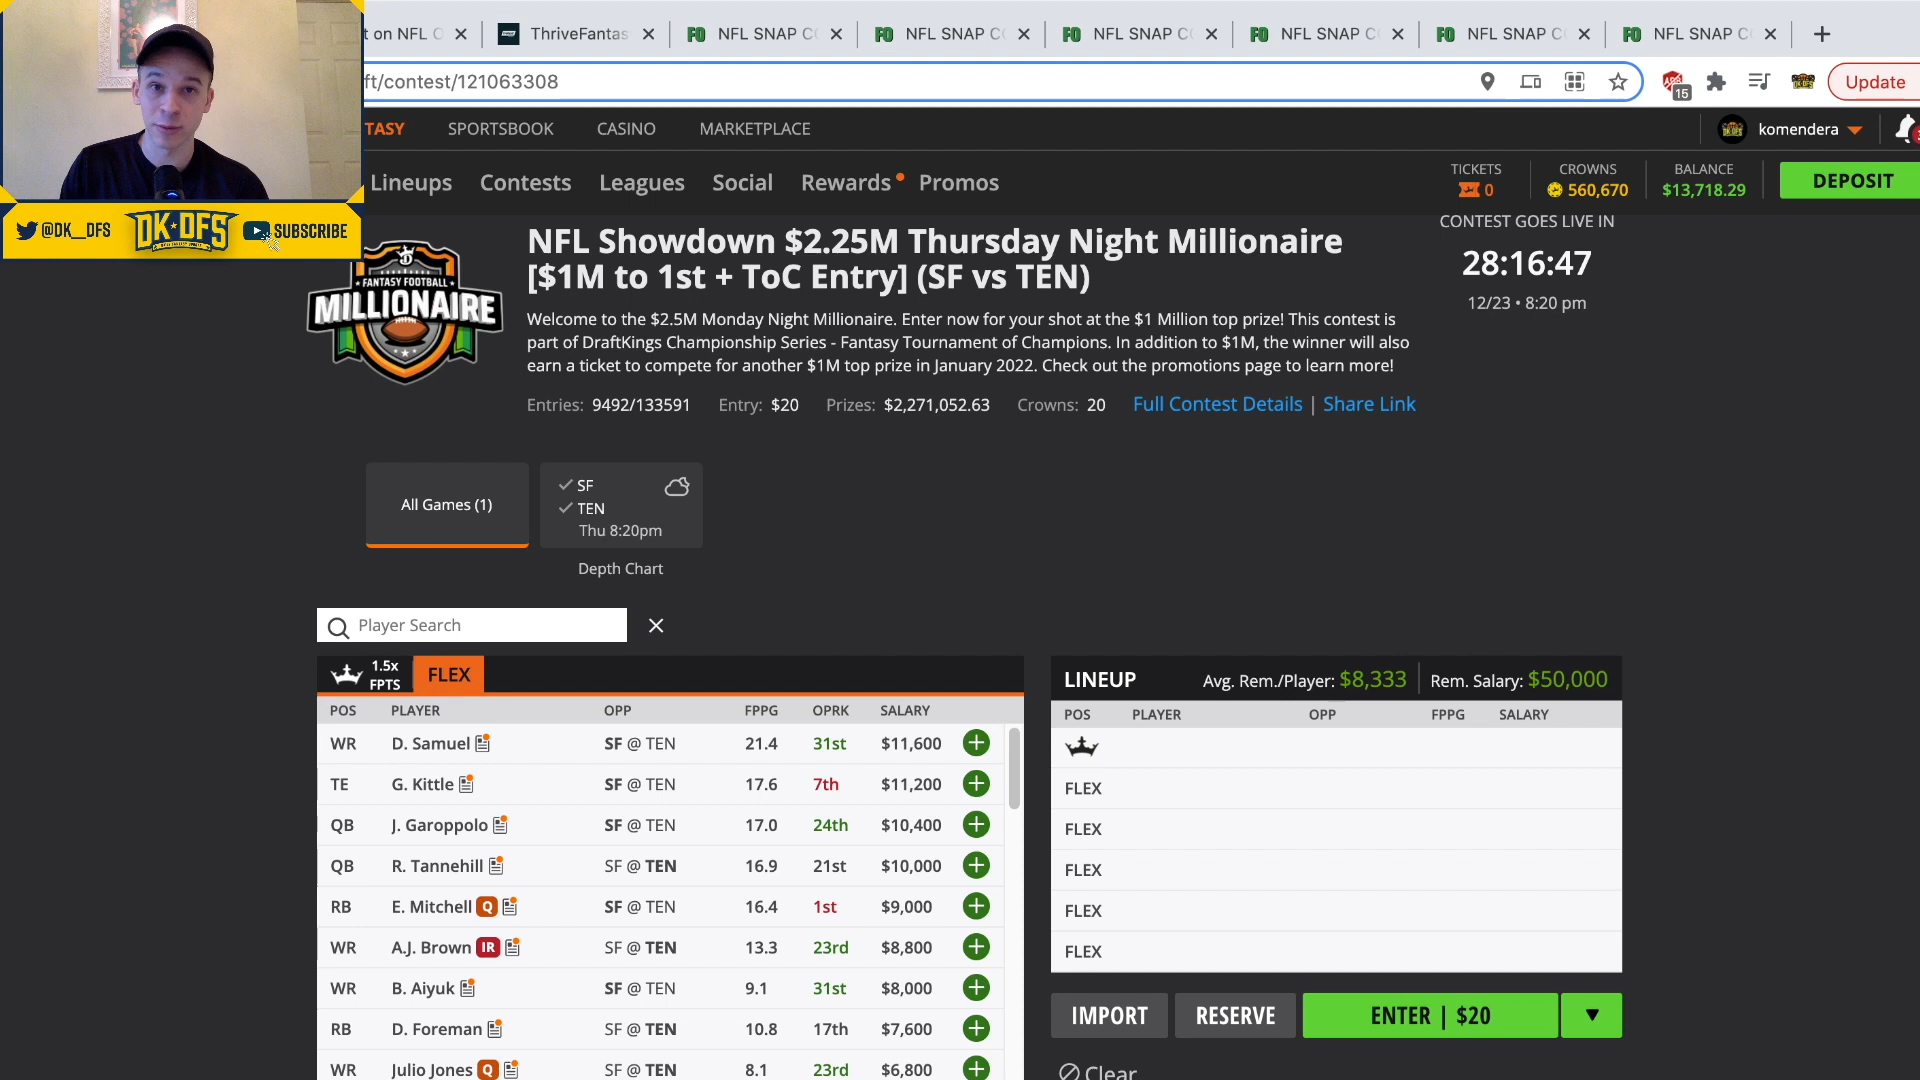 t on NFL
ThriveFantas
NFL SNAP
NFL SNAP
NFL SNAP
NFL SNAP
NFL SNAP
NFL SNAP
ft/contest/121063308
15
Update
TASY
SPORTSBOOK
CASINO
MARKETPLACE
komendera
Lineups
Contests
Leagues
Social
Rewards
Promos
TICKETS
0
CROWNS
560,670
BALANCE
$13,718.29
DEPOSIT
@DK__DFS
DK DFS
SUBSCRIBE
FANTASY FOOTBALL
MILLIONAIRE
NFL Showdown $2.25M Thursday Night Millionaire
[$1M to 1st + ToC Entry] (SF vs TEN)
Welcome to the $2.5M Monday Night Millionaire. Enter now for your shot at the $1 Million top prize! This contest is
part of DraftKings Championship Series - Fantasy Tournament of Champions. In addition to $1M, the winner will also
earn a ticket to compete for another $1M top prize in January 2022. Check out the promotions page to learn more!
Entries: 9492/133591 Entry: $20 Prizes: $2,271,052.63 Crowns: 20 Full Contest Details | Share Link
CONTEST GOES LIVE IN
28:16:47
12/23 • 8:20 pm
All Games (1)
SF
TEN
Thu 8:20pm
Depth Chart
Player Search
1.5x
FPTS
FLEX
POS PLAYER OPP FPPG OPRK SALARY
WR D. Samuel SF @ TEN 21.4 31st $11,600
TE G. Kittle SF @ TEN 17.6 7th $11,200
QB J. Garoppolo SF @ TEN 17.0 24th $10,400
QB R. Tannehill SF @ TEN 16.9 21st $10,000
RB E. Mitchell Q SF @ TEN 16.4 1st $9,000
WR A.J. Brown IR SF @ TEN 13.3 23rd $8,800
WR B. Aiyuk SF @ TEN 9.1 31st $8,000
RB D. Foreman SF @ TEN 10.8 17th $7,600
WR Julio Jones Q SF @ TEN 8.1 23rd $6,800
LINEUP Avg. Rem./Player: $8,333 Rem. Salary: $50,000
POS PLAYER OPP FPPG SALARY
FLEX
FLEX
FLEX
FLEX
FLEX
IMPORT
RESERVE
ENTER | $20
Clear